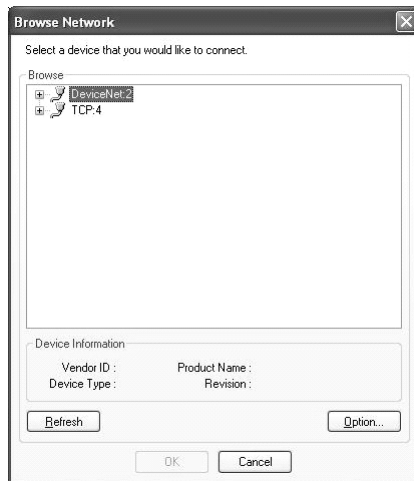 Browse Network
Select a device that you would like to connect.
Browse
DeviceNet:2
TCP:4
Device Information
Vendor ID : Product Name :
Device Type : Revision :
Refresh Option...
OK Cancel